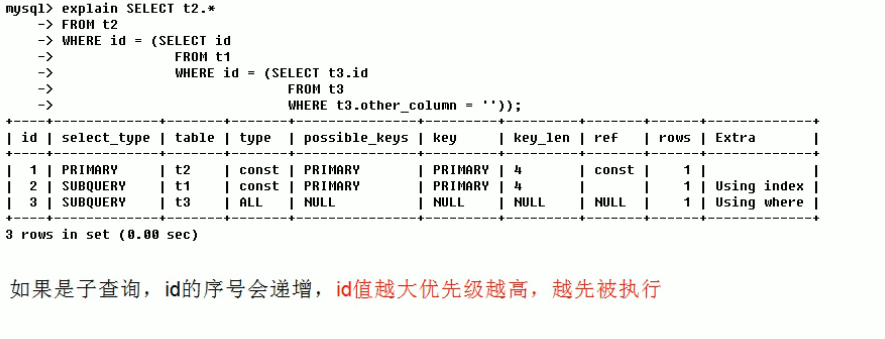 mysql> explain SELECT t2.*
    -> FROM t2
    -> WHERE id = (SELECT id
    ->             FROM t1
    ->             WHERE id = (SELECT t3.id
    ->                         FROM t3
    ->                         WHERE t3.other_column = ''));
+----+-------------+-------+-------+---------------+---------+---------+-------+------+-------------+
| id | select_type | table | type  | possible_keys | key     | key_len | ref   | rows | Extra       |
+----+-------------+-------+-------+---------------+---------+---------+-------+------+-------------+
|  1 | PRIMARY     | t2    | const | PRIMARY       | PRIMARY | 4       | const |    1 |             |
|  2 | SUBQUERY    | t1    | const | PRIMARY       | PRIMARY | 4       |       |    1 | Using index |
|  3 | SUBQUERY    | t3    | ALL   | NULL          | NULL    | NULL    | NULL  |    1 | Using where |
+----+-------------+-------+-------+---------------+---------+---------+-------+------+-------------+
3 rows in set (0.00 sec)
如果是子查询，id的序号会递增，id值越大优先级越高，越先被执行